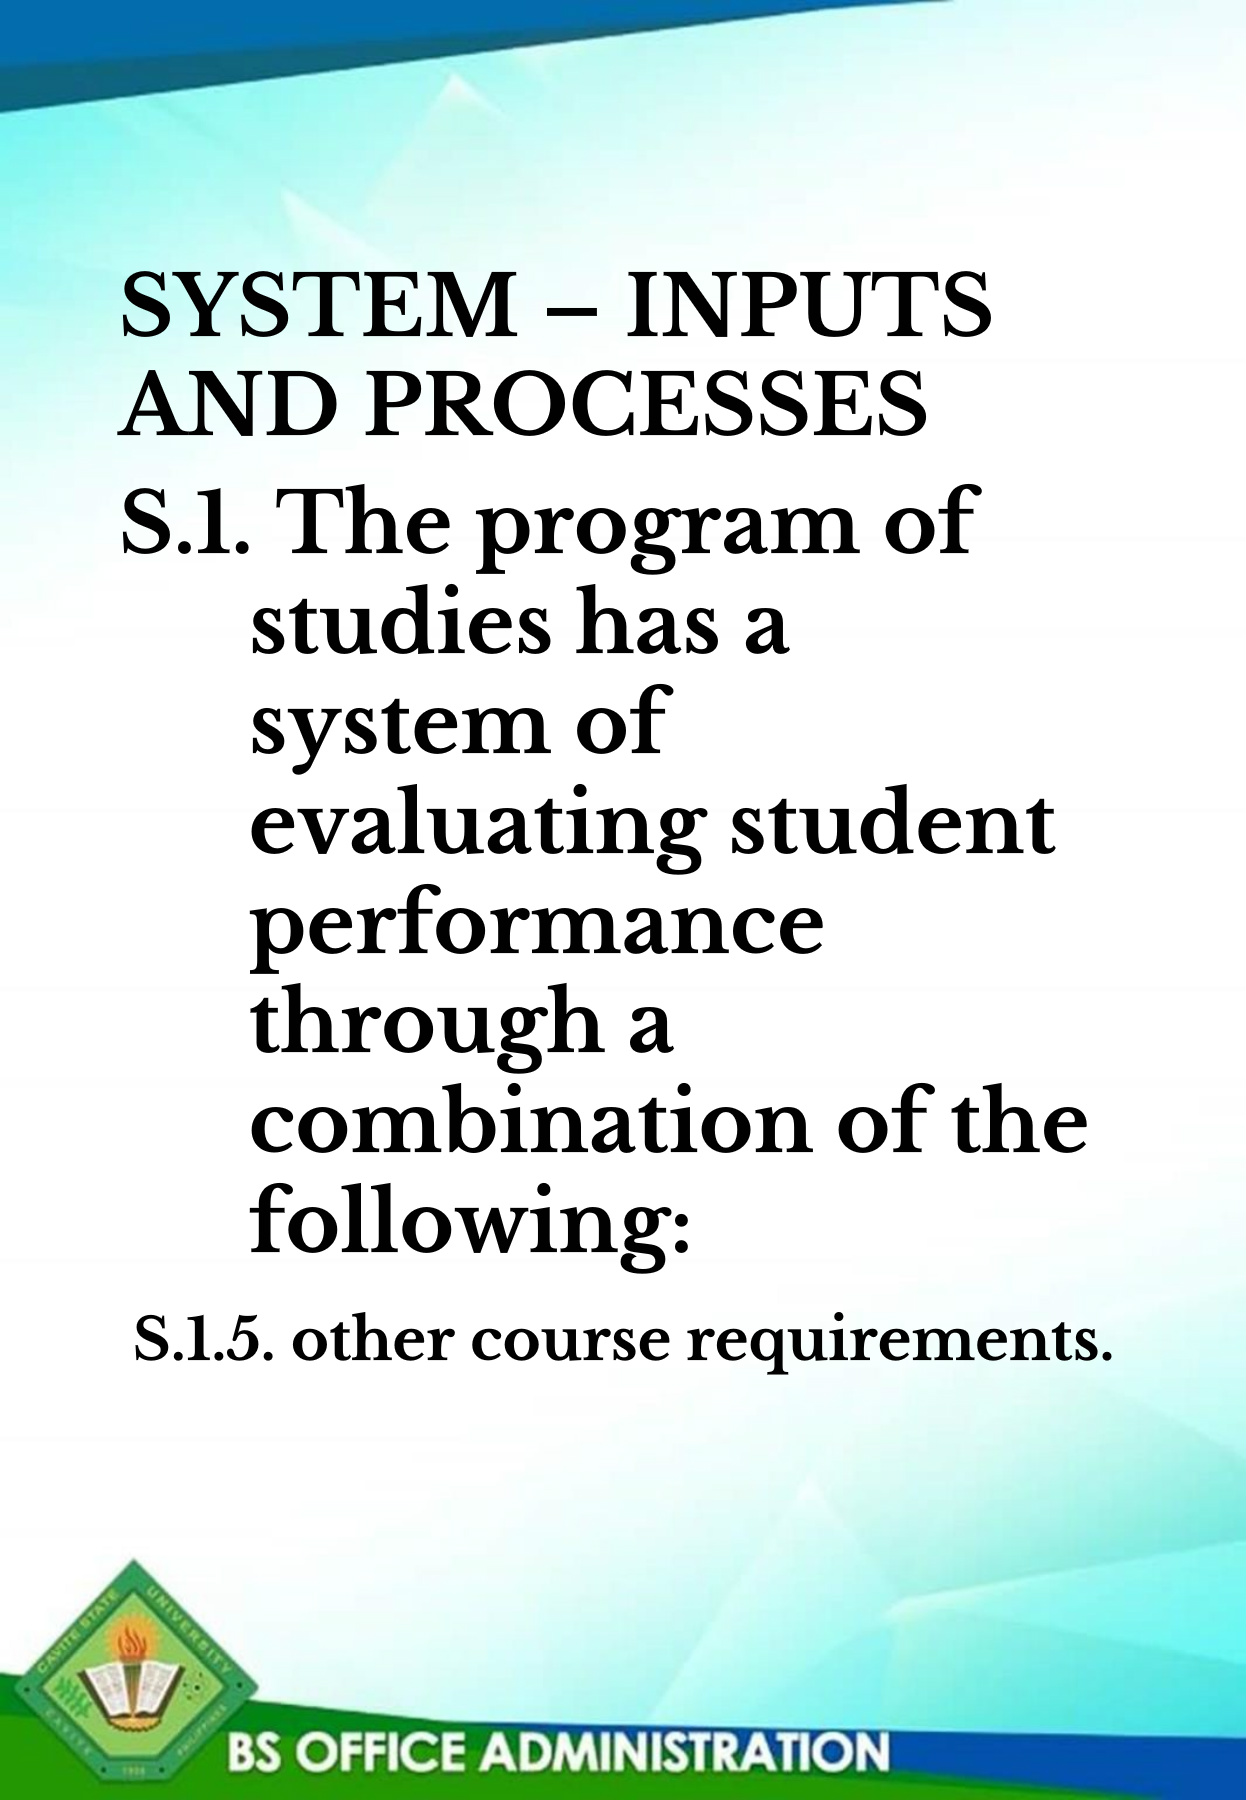 SYSTEM – INPUTS
AND PROCESSES
S.1. The program of
studies has a
system of
evaluating student
performance
through a
combination of the
following:
S.1.5. other course requirements.
CAVITE STATE UNIVERSITY
CAVITE
PHILIPPINES
1906
BS OFFICE ADMINISTRATION